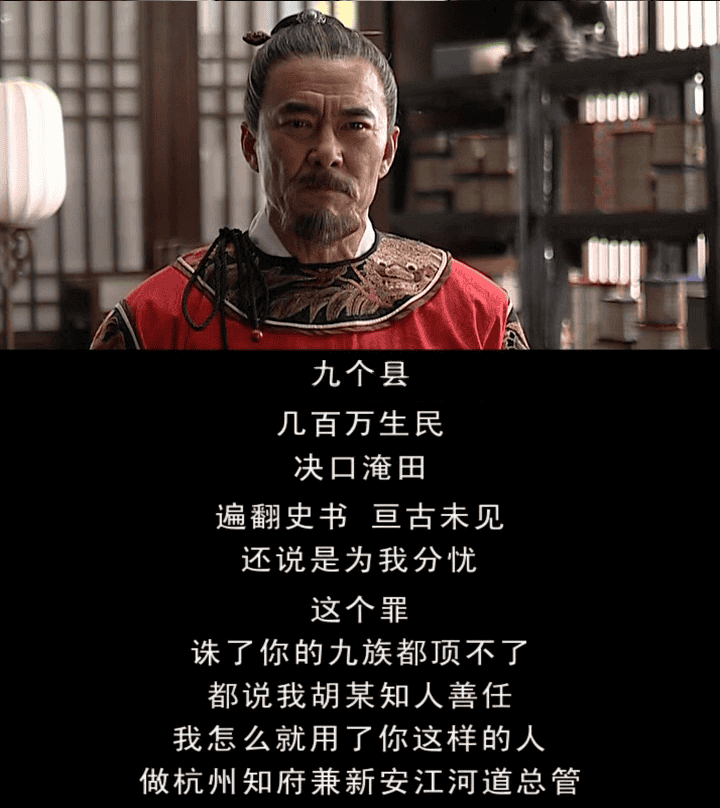 九个县
几百万生民
决口淹田
遍翻史书 亘古未见
还说是为我分忧
这个罪
诛了你的九族都顶不了
都说我胡某知人善任
我怎么就用了你这样的人
做杭州知府兼新安江河道总管